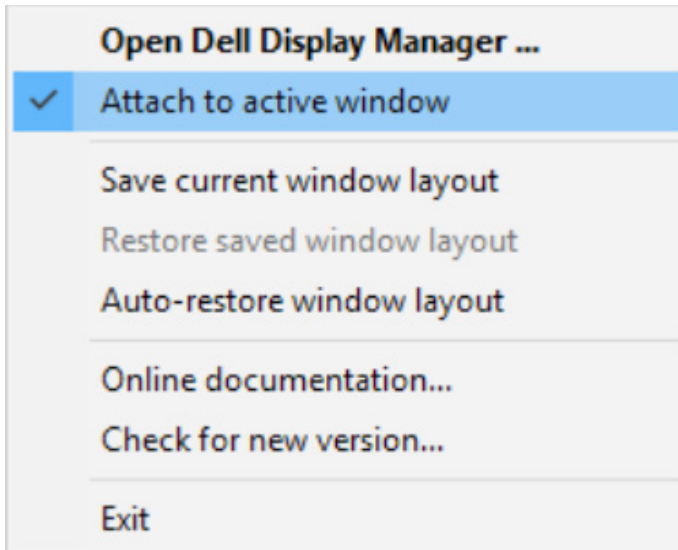 Open Dell Display Manager ...
Attach to active window
Save current window layout
Restore saved window layout
Auto-restore window layout
Online documentation...
Check for new version...
Exit